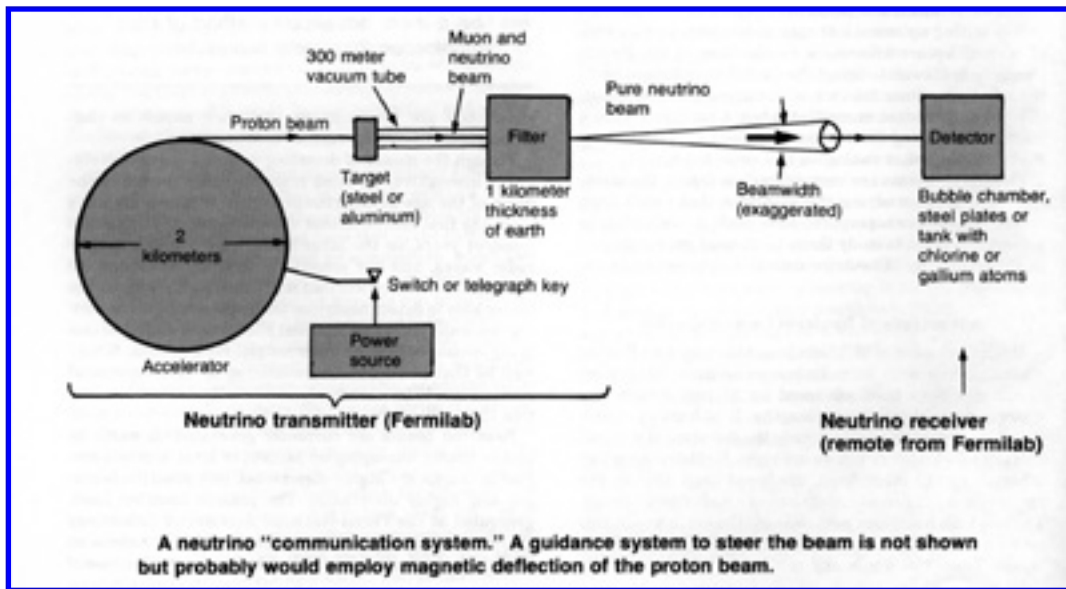 300 meter
vacuum tube
Muon and
neutrino
beam
Pure neutrino
beam
Proton beam
Filter
Detector
Target
(steel or
aluminum)
1 kilometer
thickness
of earth
Beamwidth
(exaggerated)
Bubble chamber,
steel plates or
tank with
chlorine or
gallium atoms
2
kilometers
Switch or telegraph key
Power
source
Accelerator
Neutrino transmitter (Fermilab)
Neutrino receiver
(remote from Fermilab)
A neutrino "communication system." A guidance system to steer the beam is not shown
but probably would employ magnetic deflection of the proton beam.